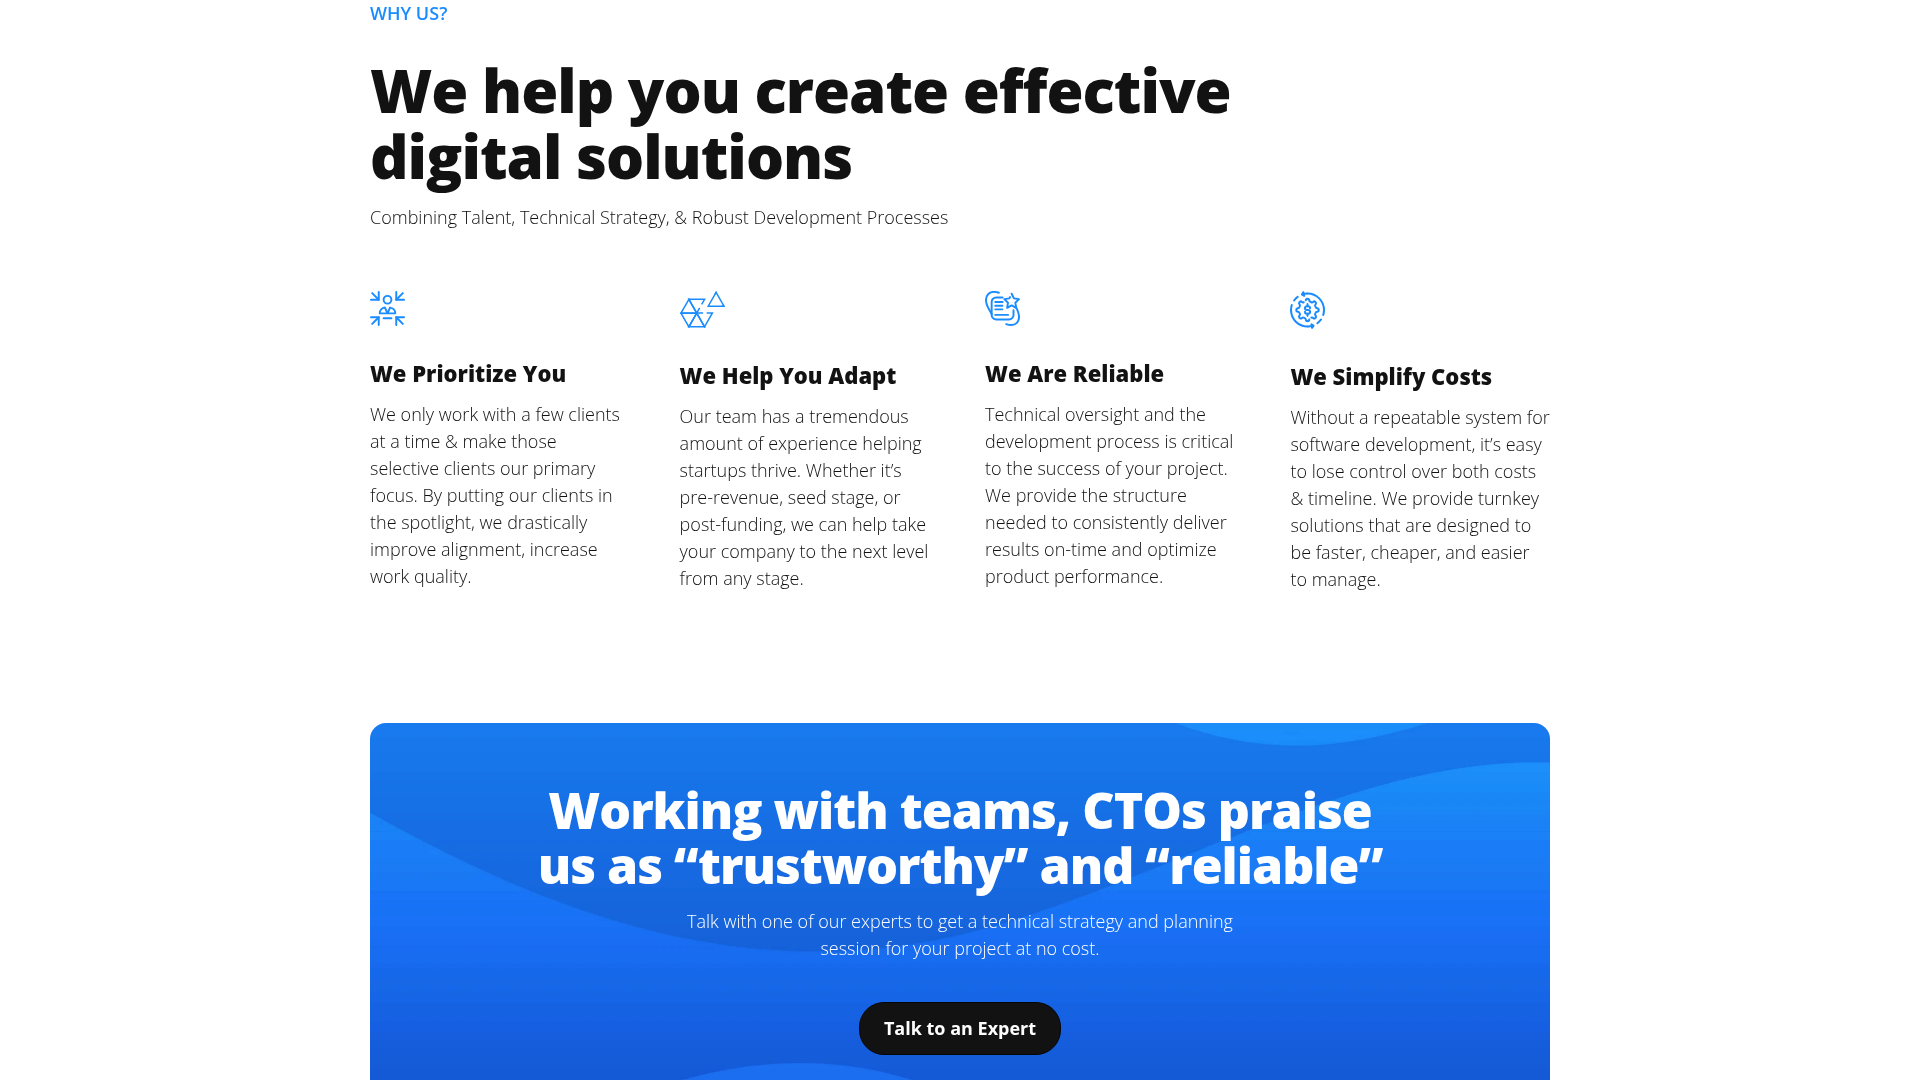 WHY US?
We help you create effective
digital solutions
Combining Talent, Technical Strategy, & Robust Development Processes
We Prioritize You
We only work with a few clients
at a time & make those
selective clients our primary
focus. By putting our clients in
the spotlight, we drastically
improve alignment, increase
work quality.
We Help You Adapt
Our team has a tremendous
amount of experience helping
startups thrive. Whether it’s
pre-revenue, seed stage, or
post-funding, we can help take
your company to the next level
from any stage.
We Are Reliable
Technical oversight and the
development process is critical
to the success of your project.
We provide the structure
needed to consistently deliver
results on-time and optimize
product performance.
We Simplify Costs
Without a repeatable system for
software development, it’s easy
to lose control over both costs
& timeline. We provide turnkey
solutions that are designed to
be faster, cheaper, and easier
to manage.
Working with teams, CTOs praise
us as “trustworthy” and “reliable”
Talk with one of our experts to get a technical strategy and planning
session for your project at no cost.
Talk to an Expert